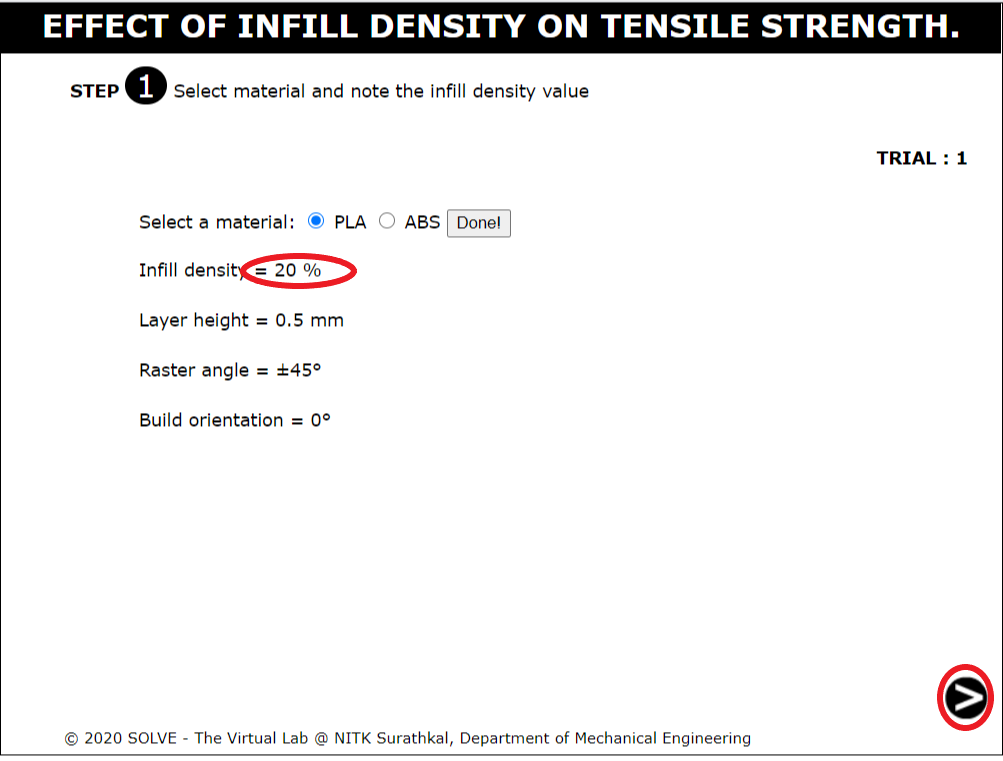 EFFECT OF INFILL DENSITY ON TENSILE STRENGTH.
STEP 1 Select material and note the infill density value
TRIAL : 1
Select a material: PLA ABS Done!
Infill density = 20 %
Layer height = 0.5 mm
Raster angle = ±45°
Build orientation = 0°
>
© 2020 SOLVE - The Virtual Lab @ NITK Surathkal, Department of Mechanical Engineering